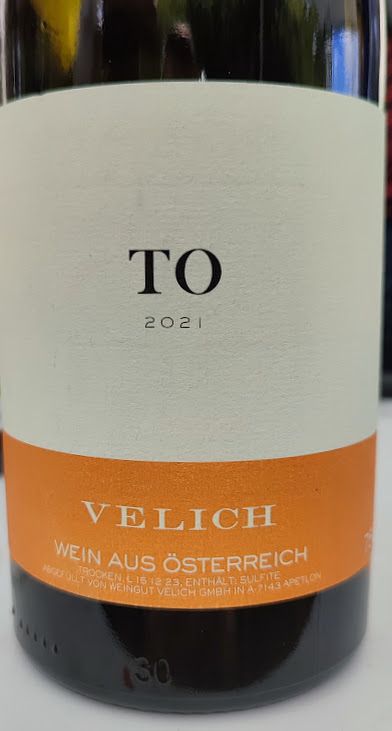 TO
2021
VELICH
WEIN AUS ÖSTERREICH
TROCKEN, L 15 12 23, ENTHÄLT: SULFITE
ABGEFÜLLT VON WEINGUT VELICH GMBH IN A-7143 APETLON